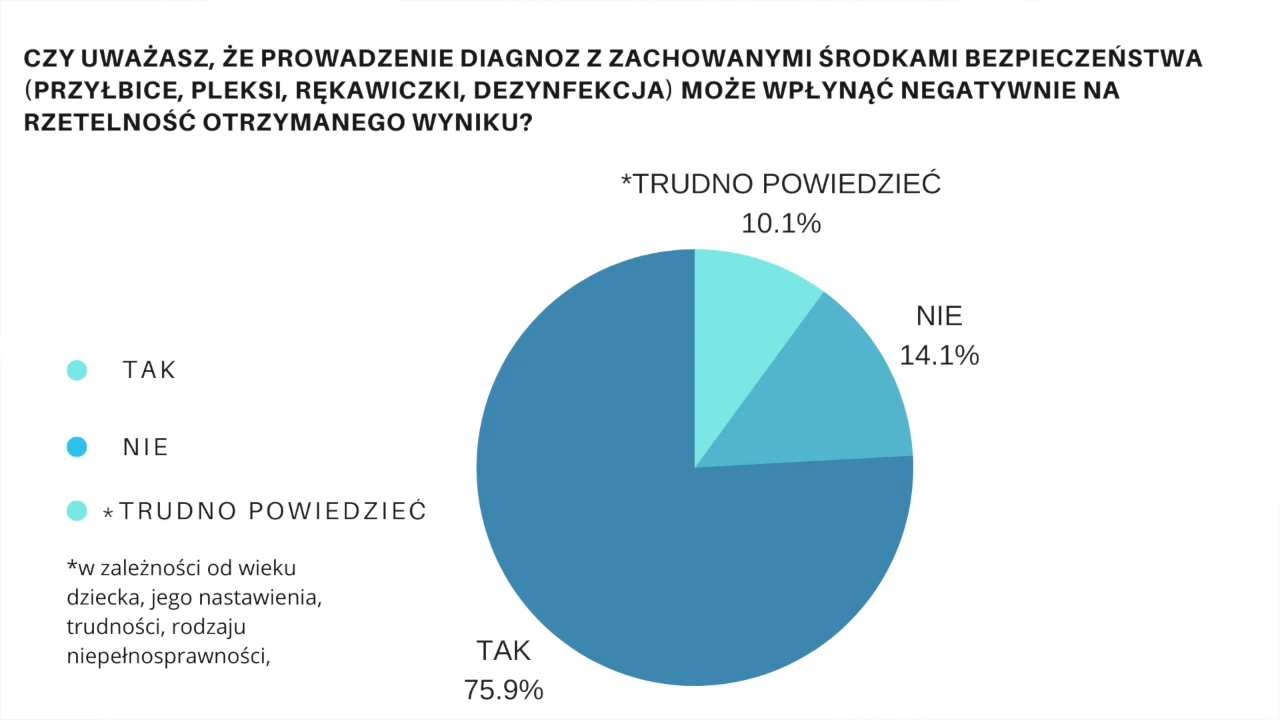 CZY UWAŻASZ, ŻE PROWADZENIE DIAGNOZ Z ZACHOWANYMI ŚRODKAMI BEZPIECZEŃSTWA
(PRZYŁBICE, PLEKSI, RĘKAWICZKI, DEZYNFEKCJA) MOŻE WPŁYNĄĆ NEGATYWNIE NA
RZETELNOŚĆ OTRZYMANEGO WYNIKU?
*TRUDNO POWIEDZIEĆ
10.1%
NIE
14.1%
TAK
NIE
*TRUDNO POWIEDZIEĆ
*w zależności od wieku
dziecka, jego nastawienia,
trudności, rodzaju
niepełnosprawności,
TAK
75.9%